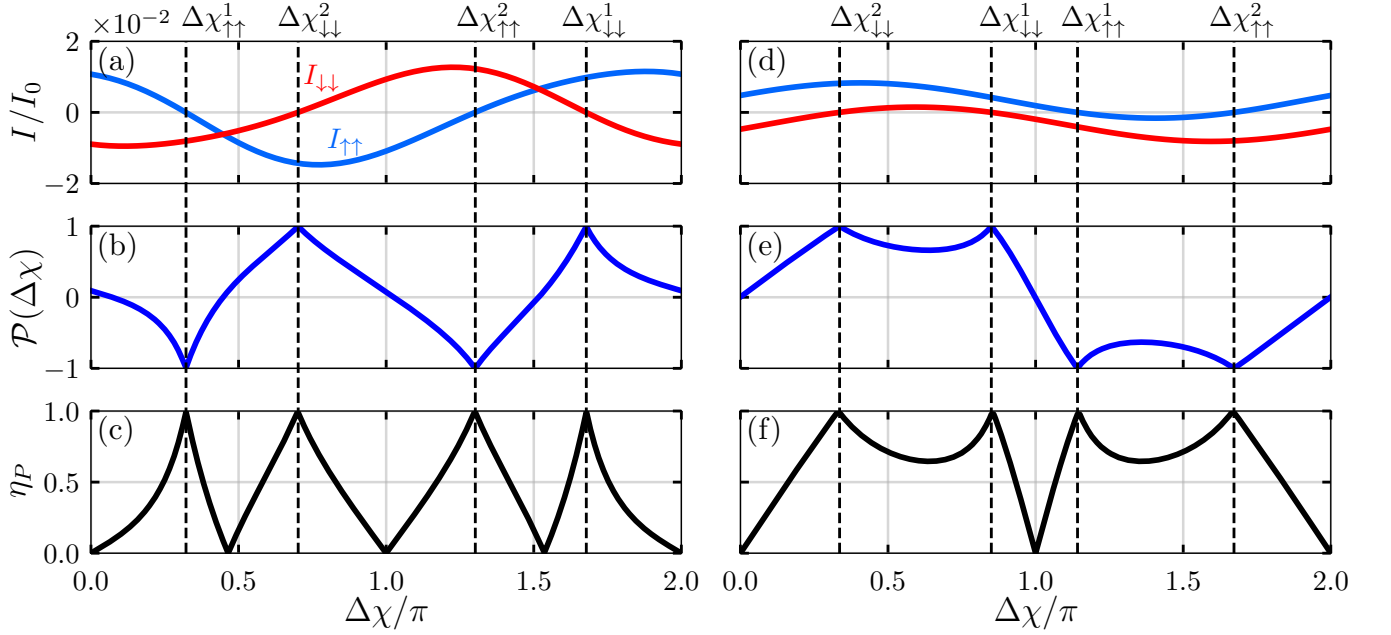 ×10⁻² Δχ¹↑↑ Δχ²↓↓ Δχ²↑↑ Δχ¹↓↓ Δχ²↓↓ Δχ¹↓↓ Δχ¹↑↑ Δχ²↑↑
2
(a) I↓↓ (d)
I/I₀ 0
I↑↑
−2
1
(b) (e)
𝒫(Δχ) 0
−1
1.0
(c) (f)
η_P 0.5
0.0
0.0 0.5 1.0 1.5 2.0 0.0 0.5 1.0 1.5 2.0
Δχ/π Δχ/π